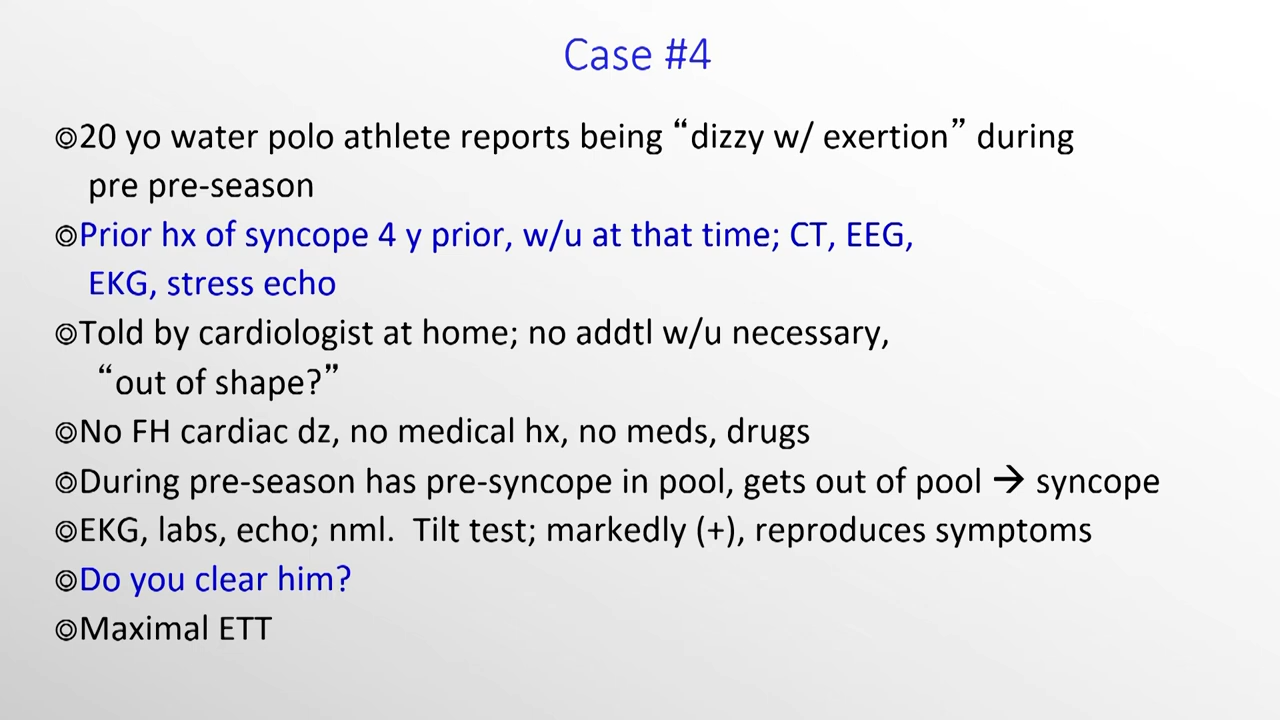 Case #4
◎20 yo water polo athlete reports being “dizzy w/ exertion” during
pre pre-season
◎Prior hx of syncope 4 y prior, w/u at that time; CT, EEG,
EKG, stress echo
◎Told by cardiologist at home; no addtl w/u necessary,
“out of shape?”
◎No FH cardiac dz, no medical hx, no meds, drugs
◎During pre-season has pre-syncope in pool, gets out of pool → syncope
◎EKG, labs, echo; nml.  Tilt test; markedly (+), reproduces symptoms
◎Do you clear him?
◎Maximal ETT